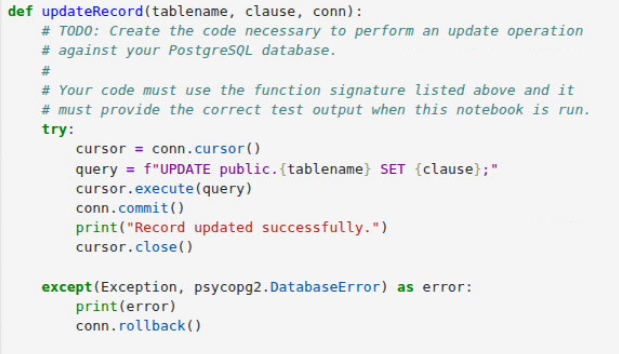 def updateRecord(tablename, clause, conn):
    # TODO: Create the code necessary to perform an update operation
    # against your PostgreSQL database.
    #
    # Your code must use the function signature listed above and it
    # must provide the correct test output when this notebook is run.
    try:
        cursor = conn.cursor()
        query = f"UPDATE public.{tablename} SET {clause};"
        cursor.execute(query)
        conn.commit()
        print("Record updated successfully.")
        cursor.close()

    except(Exception, psycopg2.DatabaseError) as error:
        print(error)
        conn.rollback()